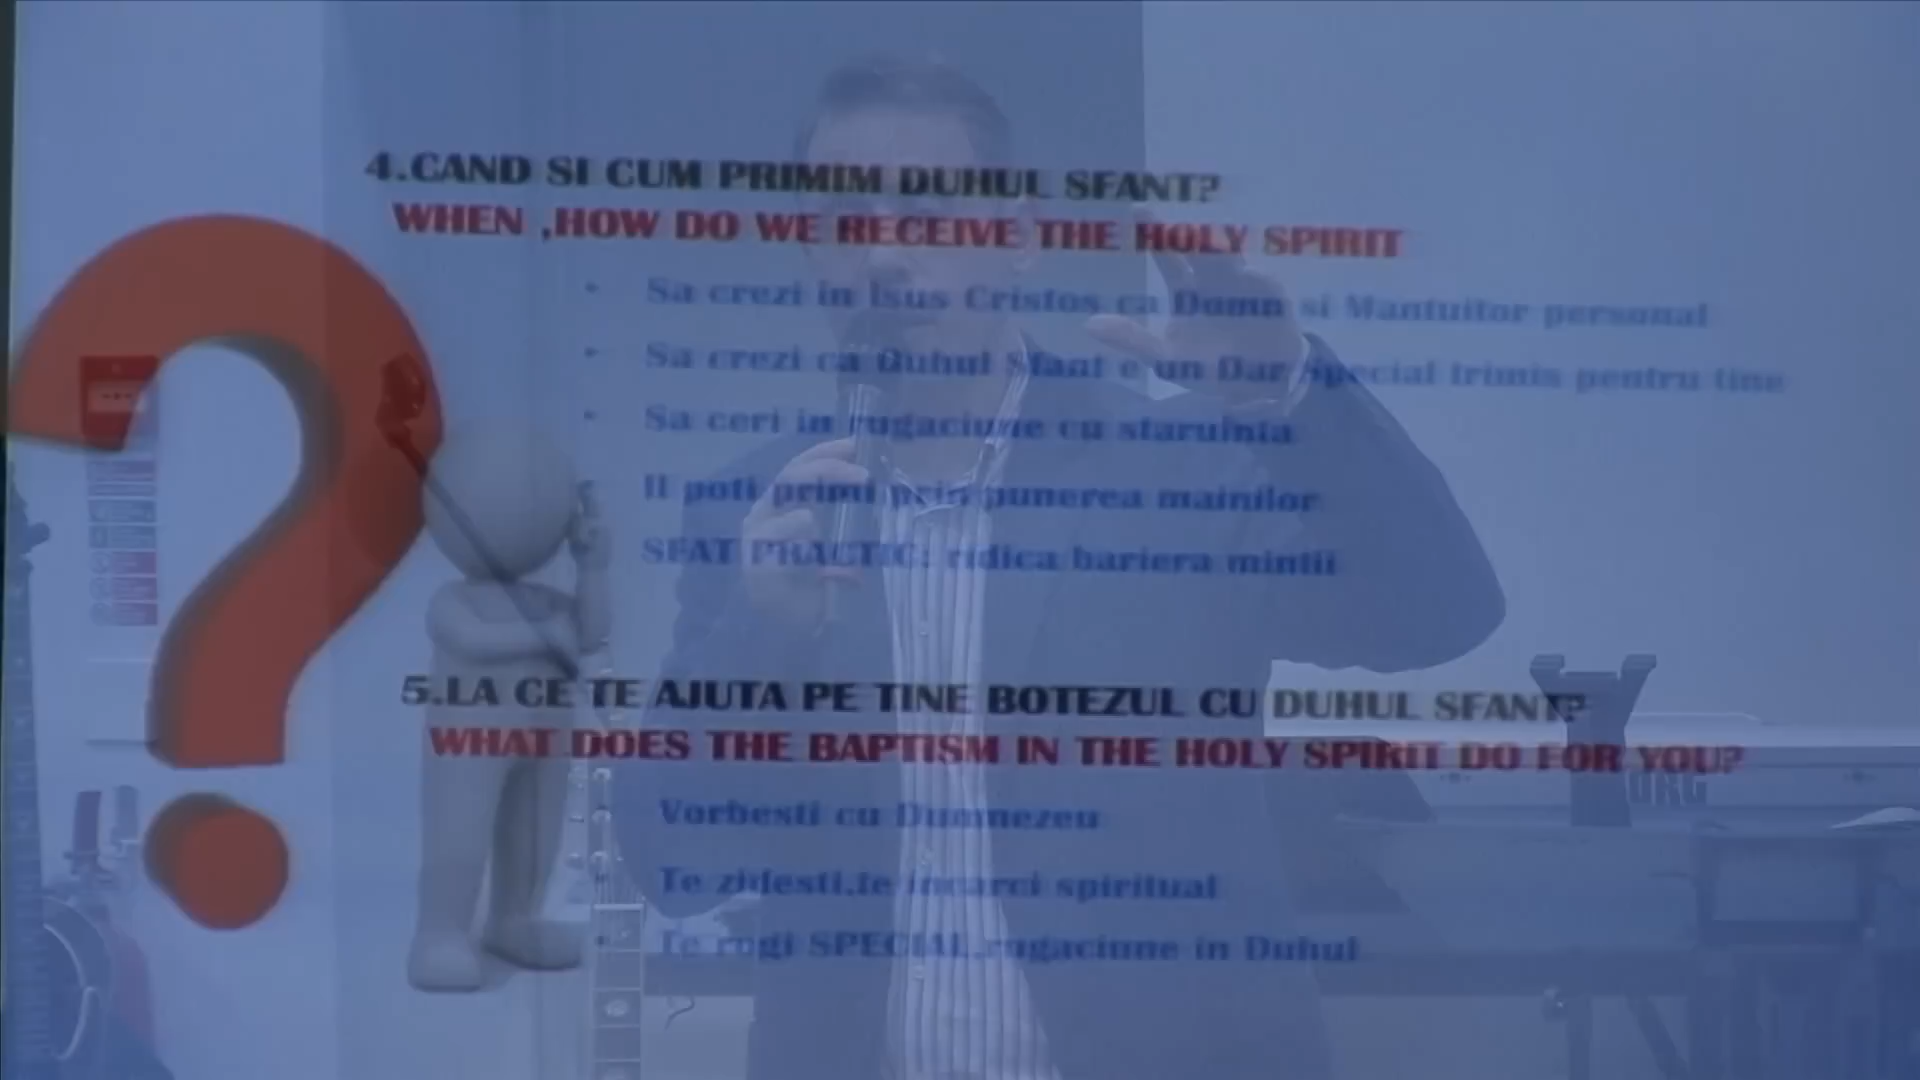 4.CAND SI CUM PRIMIM DUHUL SFANT?
WHEN ,HOW DO WE RECEIVE THE HOLY SPIRIT
• Sa crezi in Isus Cristos ca Domn si Mantuitor personal
• Sa crezi ca Duhul Sfant e un Dar Special trimis pentru tine
• Sa ceri in rugaciune cu staruinta
Il poti primi prin punerea mainilor
SFAT PRACTIC: ridica bariera mintii
5.LA CE TE AJUTA PE TINE BOTEZUL CU DUHUL SFANT?
WHAT DOES THE BAPTISM IN THE HOLY SPIRIT DO FOR YOU?
Vorbesti cu Dumnezeu
Te zidesti,te incarci spiritual
Te rogi SPECIAL,rugaciune in Duhul